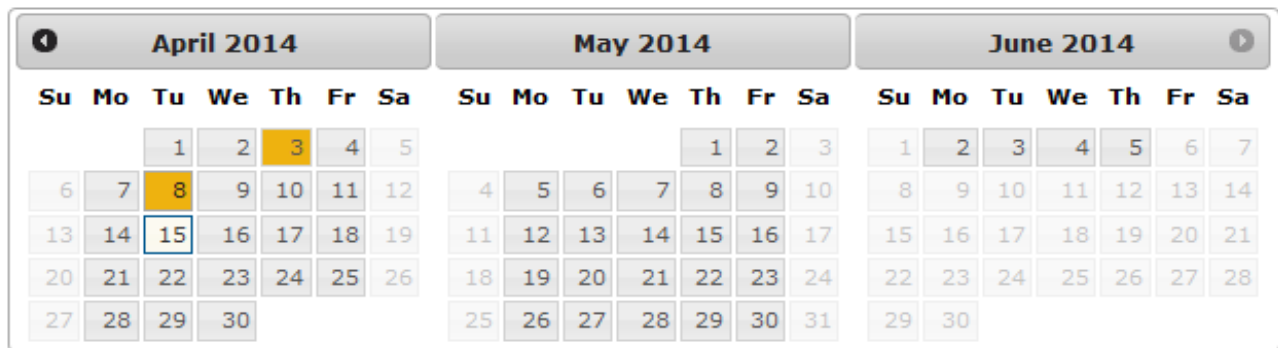 April 2014 May 2014 June 2014
Su Mo Tu We Th Fr Sa Su Mo Tu We Th Fr Sa Su Mo Tu We Th Fr Sa
1 2 3 4 5 1 2 3 1 2 3 4 5 6 7
6 7 8 9 10 11 12 4 5 6 7 8 9 10 8 9 10 11 12 13 14
13 14 15 16 17 18 19 11 12 13 14 15 16 17 15 16 17 18 19 20 21
20 21 22 23 24 25 26 18 19 20 21 22 23 24 22 23 24 25 26 27 28
27 28 29 30 25 26 27 28 29 30 31 29 30